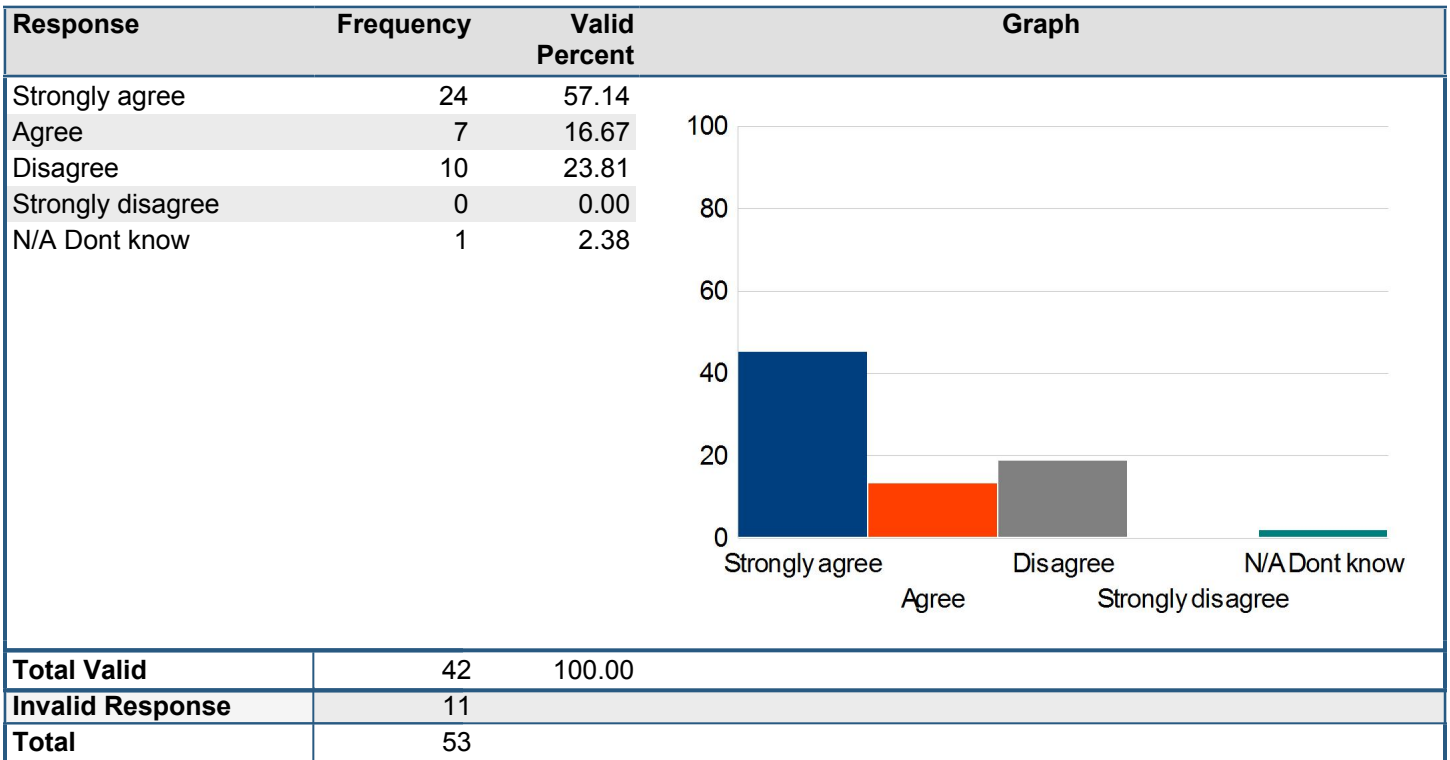 Response Frequency Valid Percent Graph
Strongly agree 24 57.14
Agree 7 16.67
Disagree 10 23.81
Strongly disagree 0 0.00
N/A Dont know 1 2.38
100
80
60
40
20
0
Strongly agree Disagree N/A Dont know
Agree Strongly disagree
Total Valid 42 100.00
Invalid Response 11
Total 53